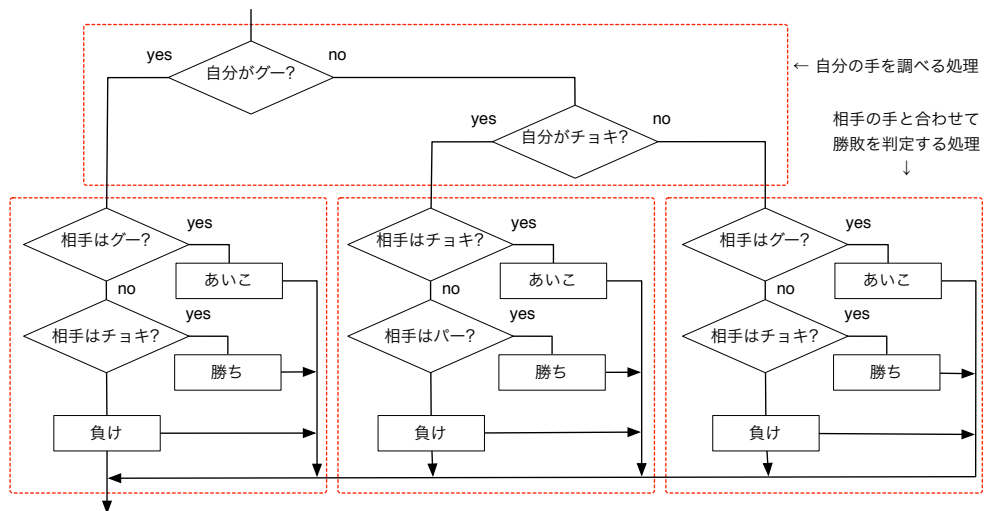 yes
no
自分がグー?
← 自分の手を調べる処理
yes
no
自分がチョキ?
相手の手と合わせて
勝敗を判定する処理
↓
相手はグー?
yes
あいこ
no
相手はチョキ?
yes
勝ち
負け
相手はチョキ?
yes
あいこ
no
相手はパー?
yes
勝ち
負け
相手はグー?
yes
あいこ
no
相手はチョキ?
yes
勝ち
負け